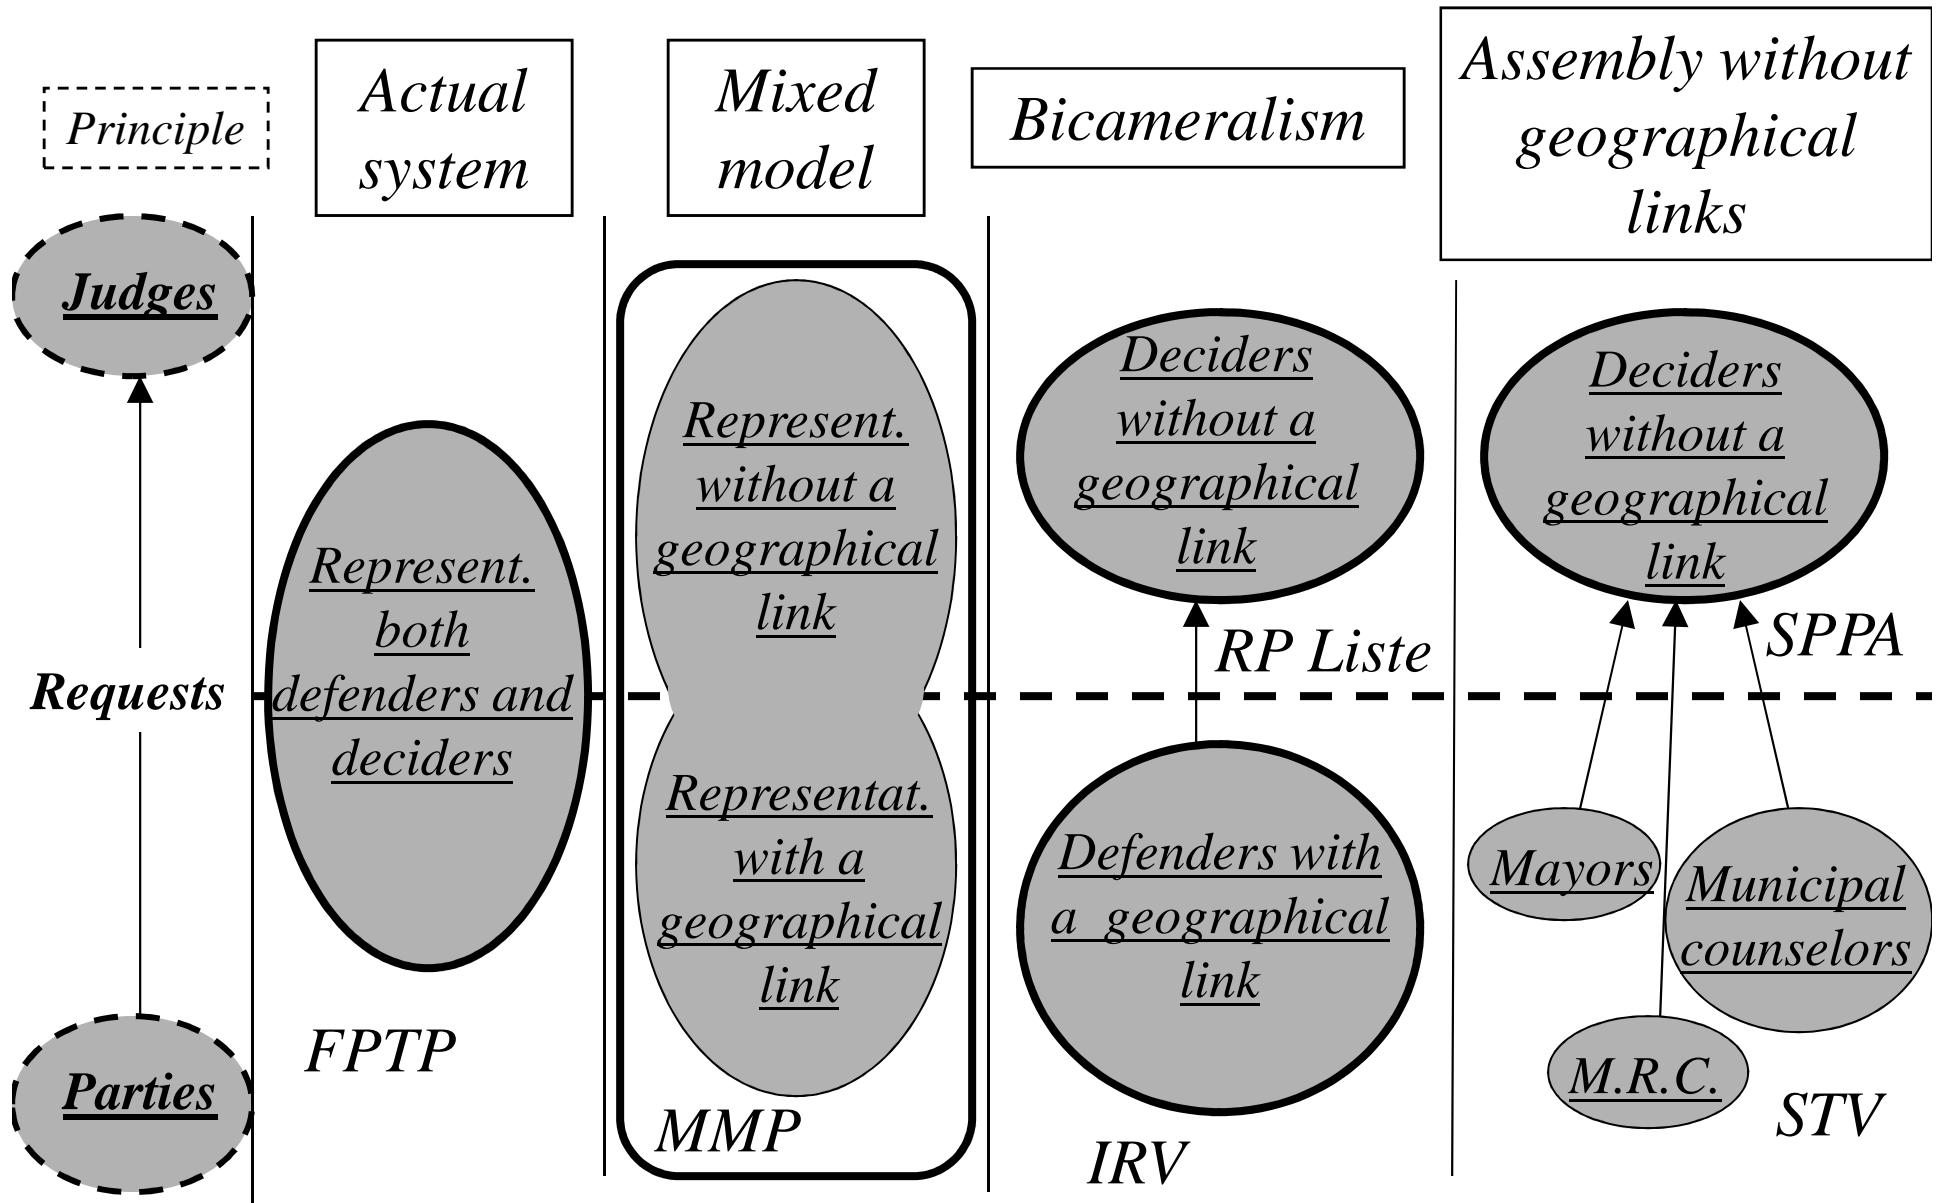 Principle
Judges
Requests
Parties
Actual
system
Represent.
both
defenders and
deciders
FPTP
Mixed
model
Represent.
without a
geographical
link
Representat.
with a
geographical
link
MMP
Bicameralism
Deciders
without a
geographical
link
RP Liste
Defenders with
a geographical
link
IRV
Assembly without
geographical
links
Deciders
without a
geographical
link
SPPA
Mayors
Municipal
counselors
M.R.C.
STV